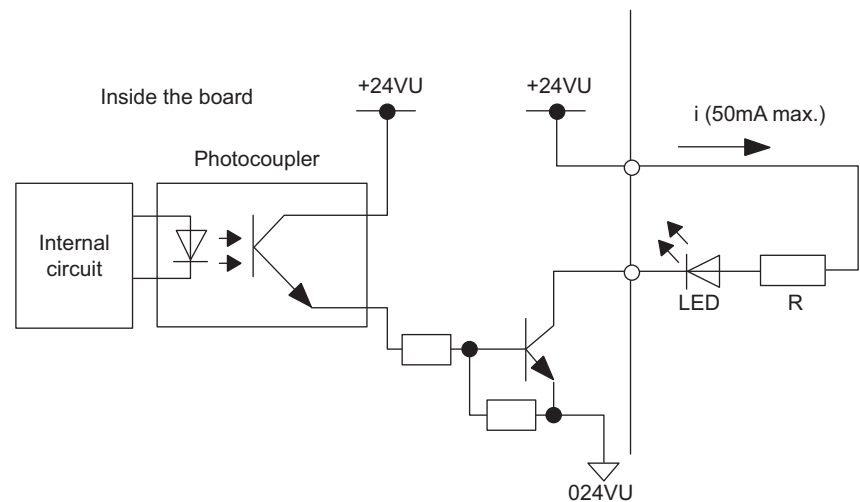 +24VU
+24VU
Inside the board
i (50mA max.)
Photocoupler
Internal
circuit
LED
R
024VU